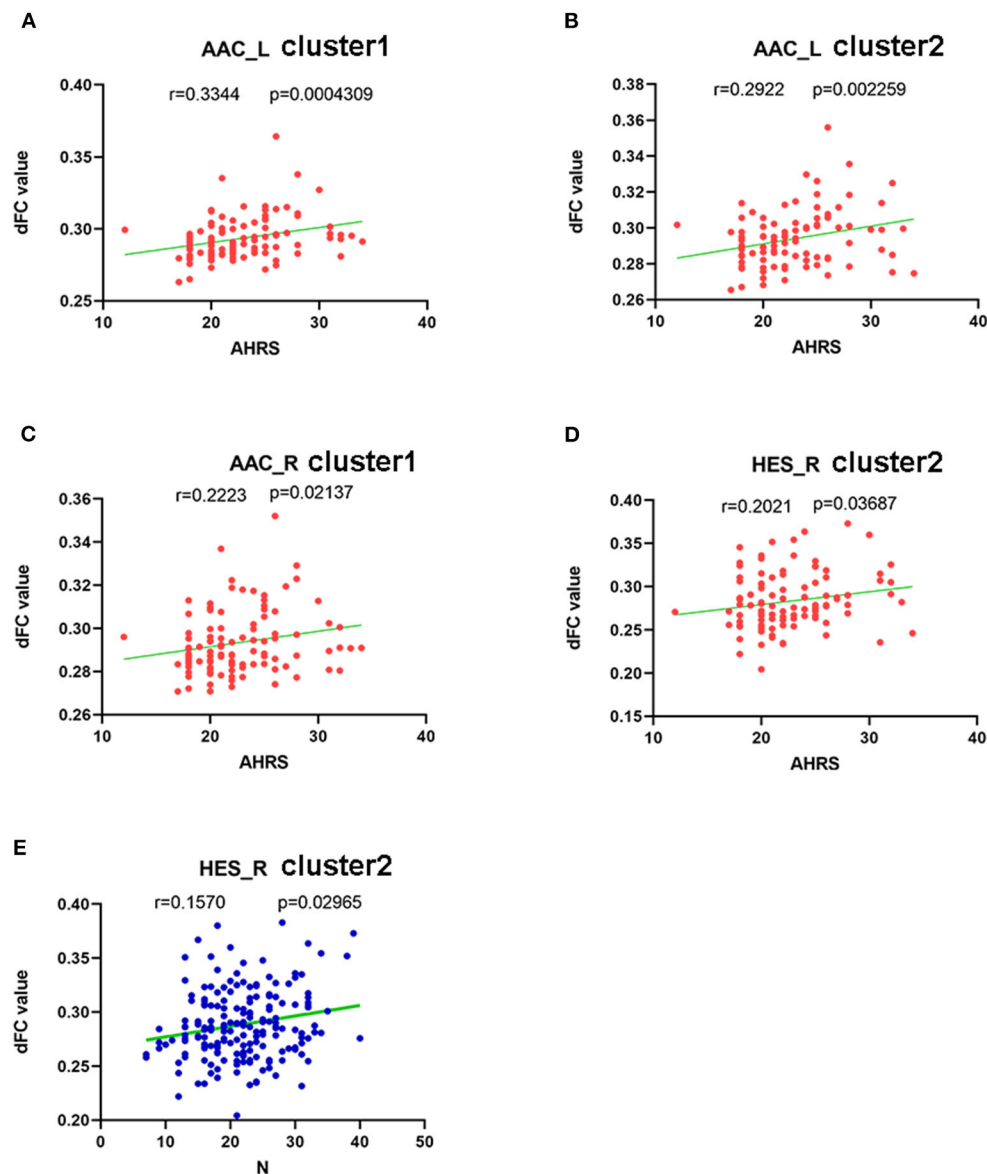 A
AAC_L cluster1
r=0.3344 p=0.0004309
0.40
0.35
0.30
0.25
dFC value
10 20 30 40
AHRS
B
AAC_L cluster2
r=0.2922 p=0.002259
0.38
0.36
0.34
0.32
0.30
0.28
0.26
dFC value
10 20 30 40
AHRS
C
AAC_R cluster1
r=0.2223 p=0.02137
0.36
0.34
0.32
0.30
0.28
0.26
dFC value
10 20 30 40
AHRS
D
HES_R cluster2
r=0.2021 p=0.03687
0.40
0.35
0.30
0.25
0.20
0.15
dFC value
10 20 30 40
AHRS
E
HES_R cluster2
r=0.1570 p=0.02965
0.40
0.35
0.30
0.25
0.20
dFC value
0 10 20 30 40 50
N